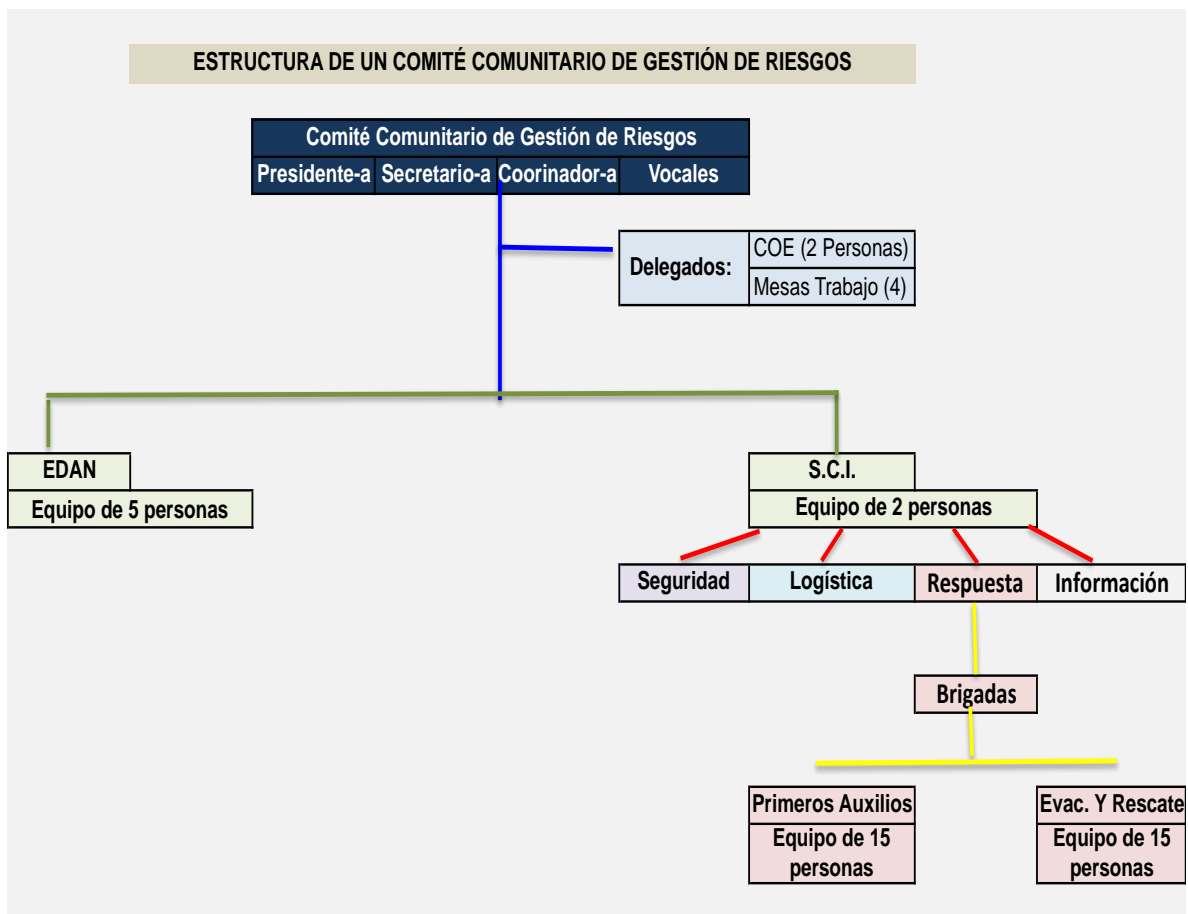 ESTRUCTURA DE UN COMITÉ COMUNITARIO DE GESTIÓN DE RIESGOS
Comité Comunitario de Gestión de Riesgos
Presidente-a Secretario-a Coorinador-a Vocales
Delegados:
COE (2 Personas)
Mesas Trabajo (4)
EDAN
Equipo de 5 personas
S.C.I.
Equipo de 2 personas
Seguridad Logística Respuesta Información
Brigadas
Primeros Auxilios
Equipo de 15
personas
Evac. Y Rescate
Equipo de 15
personas